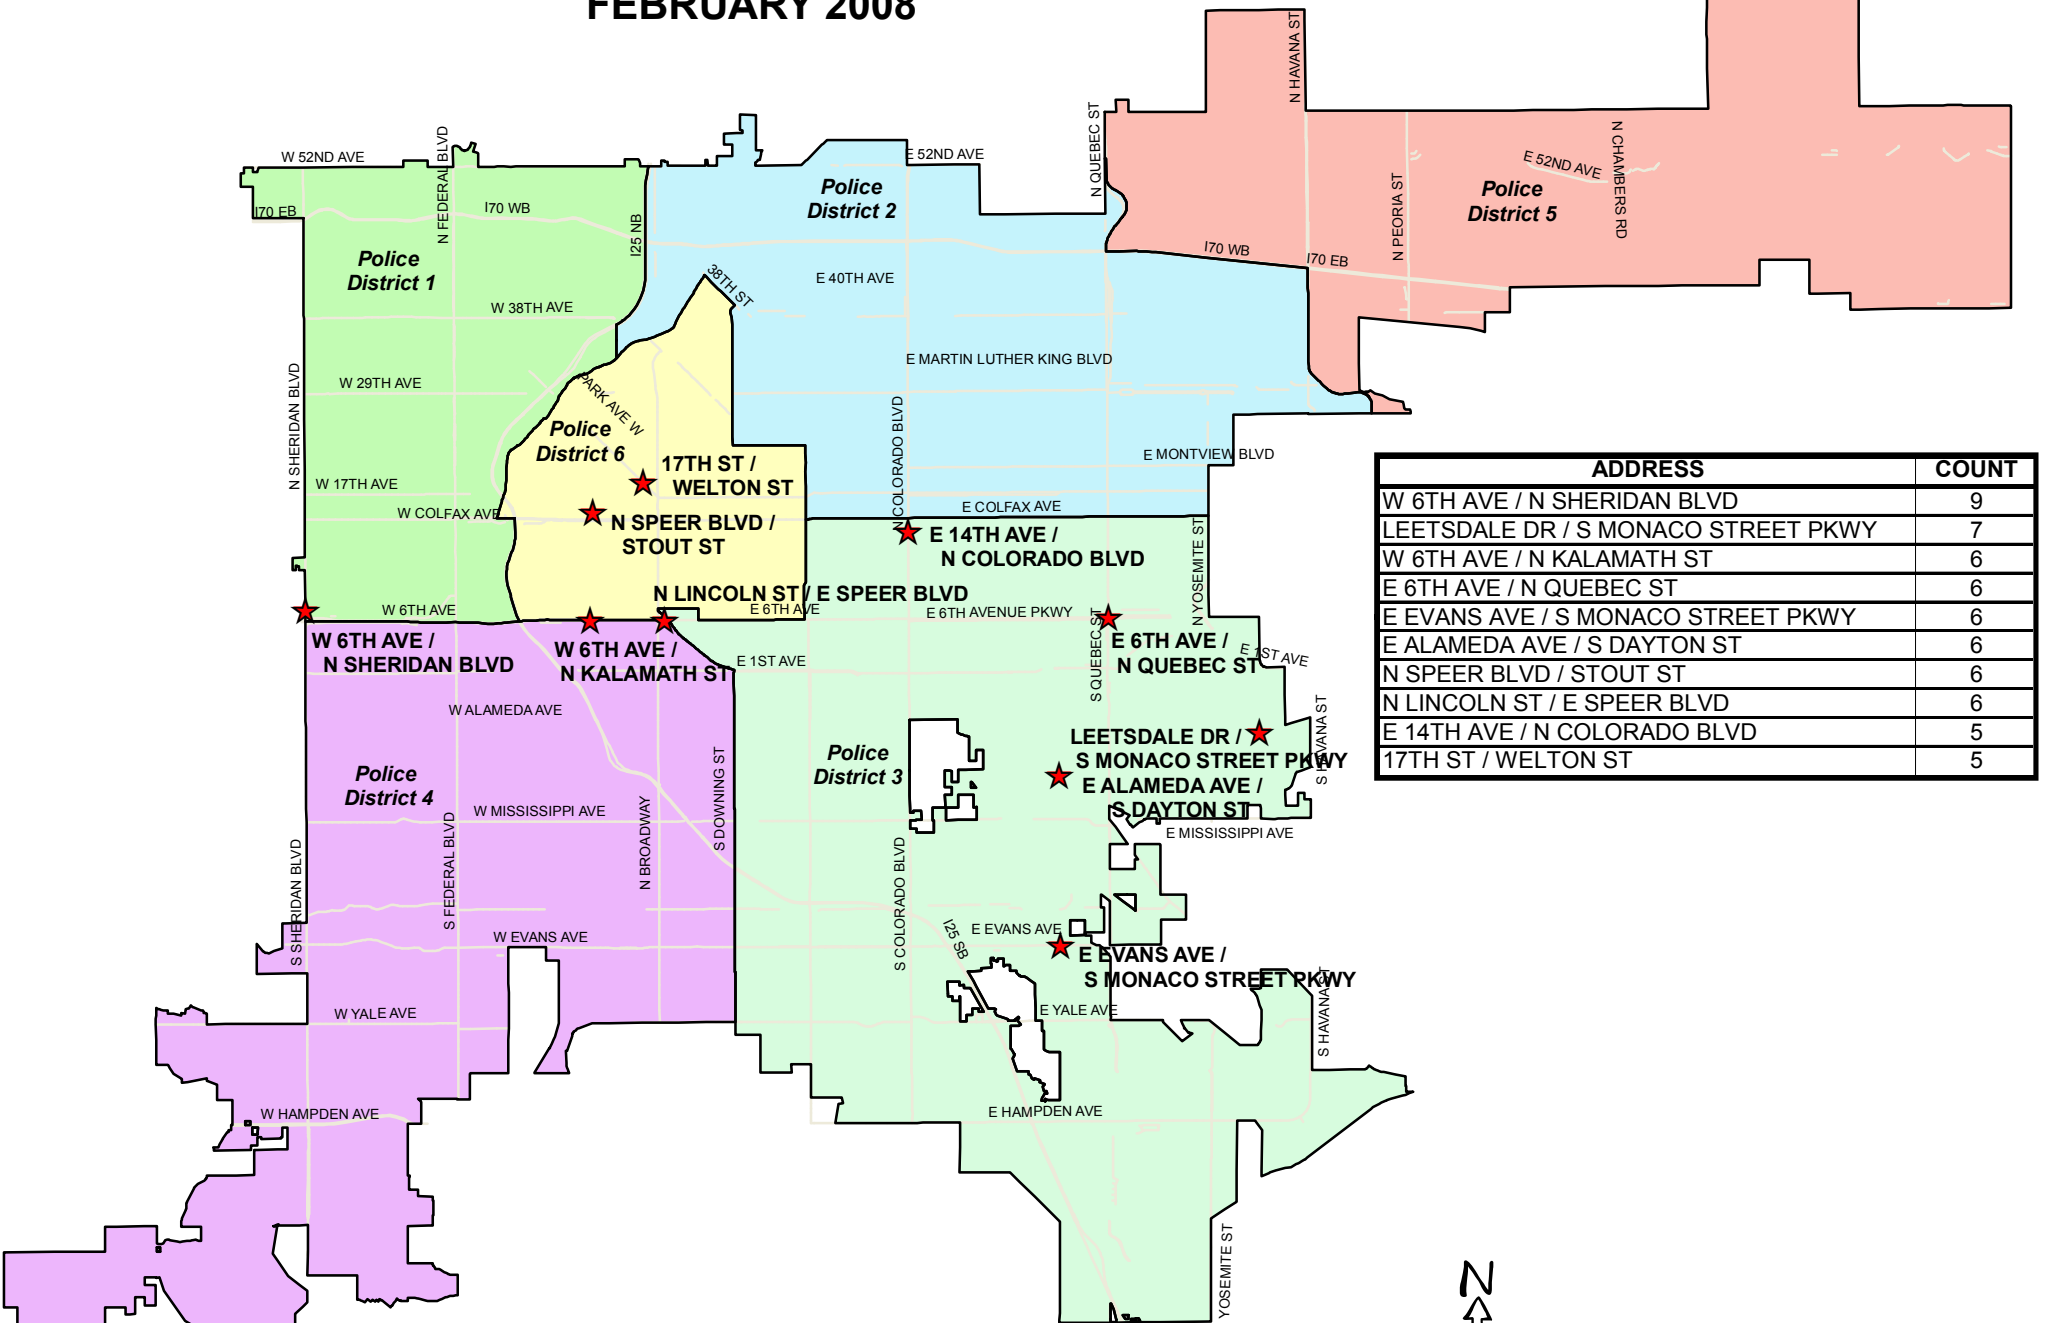 FEBRUARY 2008
N HAVANA ST
N QUEBEC ST
N CHAMBERS RD
W 52ND AVE
N FEDERAL BLVD
E 52ND AVE
E 52ND AVE
Police
District 2
Police
District 5
N PEORIA ST
I70 EB
I70 WB
I25 NB
I70 WB
I70 EB
Police
District 1
38TH ST
E 40TH AVE
W 38TH AVE
E MARTIN LUTHER KING BLVD
N SHERIDAN BLVD
W 29TH AVE
PARK AVE W
N COLORADO BLVD
Police
District 6
17TH ST /
WELTON ST
E MONTVIEW BLVD
W 17TH AVE
W COLFAX AVE
E COLFAX AVE
N SPEER BLVD /
STOUT ST
E 14TH AVE /
N COLORADO BLVD
N YOSEMITE ST
N LINCOLN ST / E SPEER BLVD
W 6TH AVE
E 6TH AVE
E 6TH AVENUE PKWY
S QUEBEC ST
W 6TH AVE /
N SHERIDAN BLVD
W 6TH AVE /
N KALAMATH ST
E 1ST AVE
E 6TH AVE /
N QUEBEC ST
E 1ST AVE
W ALAMEDA AVE
S HAVANA ST
LEETSDALE DR /
S MONACO STREET PKWY
Police
District 3
Police
District 4
S DOWNING ST
E ALAMEDA AVE /
S DAYTON ST
W MISSISSIPPI AVE
E MISSISSIPPI AVE
N BROADWAY
S SHERIDAN BLVD
S FEDERAL BLVD
S COLORADO BLVD
W EVANS AVE
I25 SB
E EVANS AVE
E EVANS AVE /
S MONACO STREET PKWY
W YALE AVE
E YALE AVE
S HAVANA ST
W HAMPDEN AVE
E HAMPDEN AVE
YOSEMITE ST
N
ADDRESS COUNT
W 6TH AVE / N SHERIDAN BLVD 9
LEETSDALE DR / S MONACO STREET PKWY 7
W 6TH AVE / N KALAMATH ST 6
E 6TH AVE / N QUEBEC ST 6
E EVANS AVE / S MONACO STREET PKWY 6
E ALAMEDA AVE / S DAYTON ST 6
N SPEER BLVD / STOUT ST 6
N LINCOLN ST / E SPEER BLVD 6
E 14TH AVE / N COLORADO BLVD 5
17TH ST / WELTON ST 5